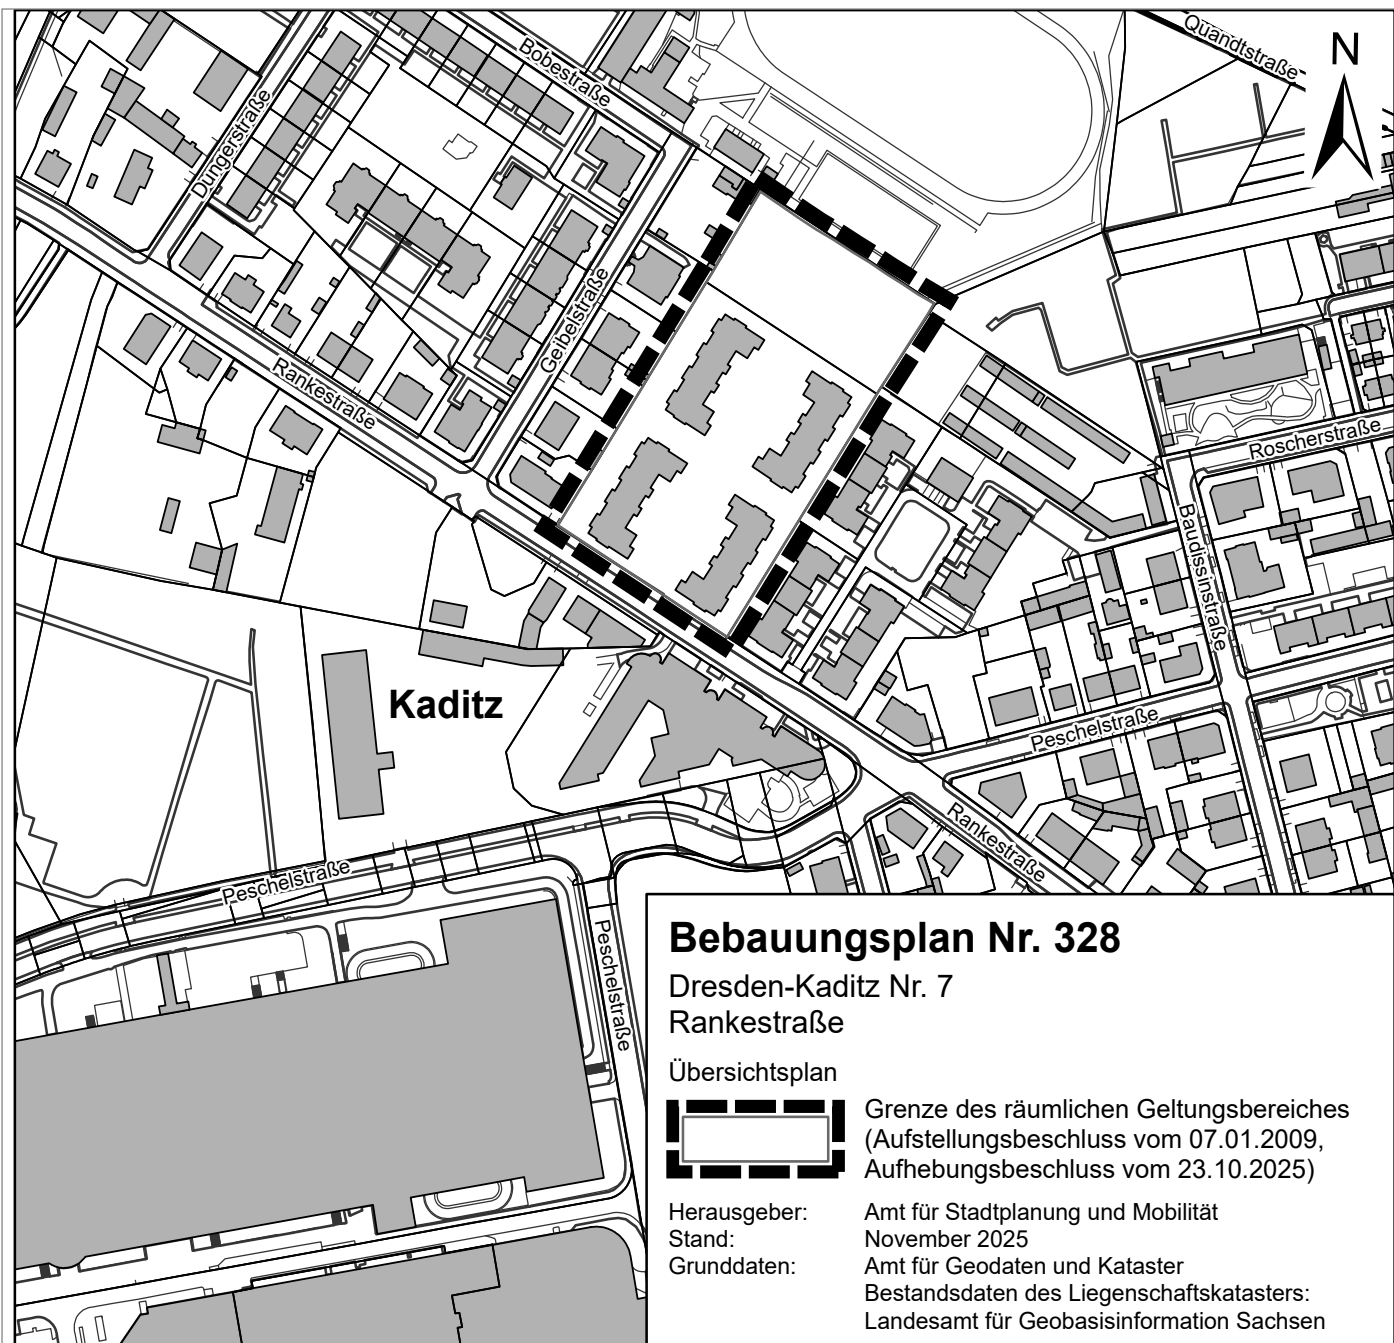 Quandtstraße
N
Bobestraße
Dungerstraße
Geibelstraße
Rankestraße
Roscherstraße
Baudissinstraße
Kaditz
Peschelstraße
Rankestraße
Peschelstraße
Peschelstraße
Bebauungsplan Nr. 328
Dresden-Kaditz Nr. 7
Rankestraße
Übersichtsplan
Grenze des räumlichen Geltungsbereiches
(Aufstellungsbeschluss vom 07.01.2009,
Aufhebungsbeschluss vom 23.10.2025)
Herausgeber: Amt für Stadtplanung und Mobilität
Stand: November 2025
Grunddaten: Amt für Geodaten und Kataster
Bestandsdaten des Liegenschaftskatasters:
Landesamt für Geobasisinformation Sachsen